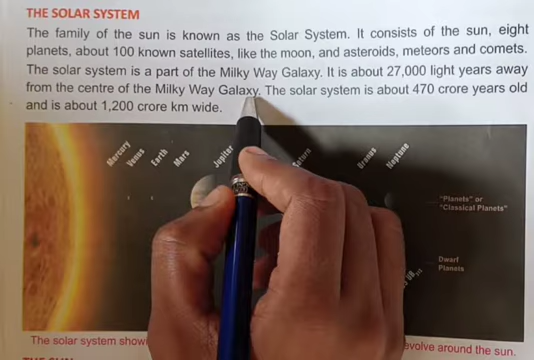 THE SOLAR SYSTEM
The family of the sun is known as the Solar System. It consists of the sun, eight
planets, about 100 known satellites, like the moon, and asteroids, meteors and comets.
The solar system is a part of the Milky Way Galaxy. It is about 27,000 light years away
from the centre of the Milky Way Galaxy. The solar system is about 470 crore years old
and is about 1,200 crore km wide.
Mercury
Venus
Earth
Mars
Jupiter
Saturn
Uranus
Neptune
"Planets" or
"Classical Planets"
Dwarf
Planets
The solar system
evolve around the sun.